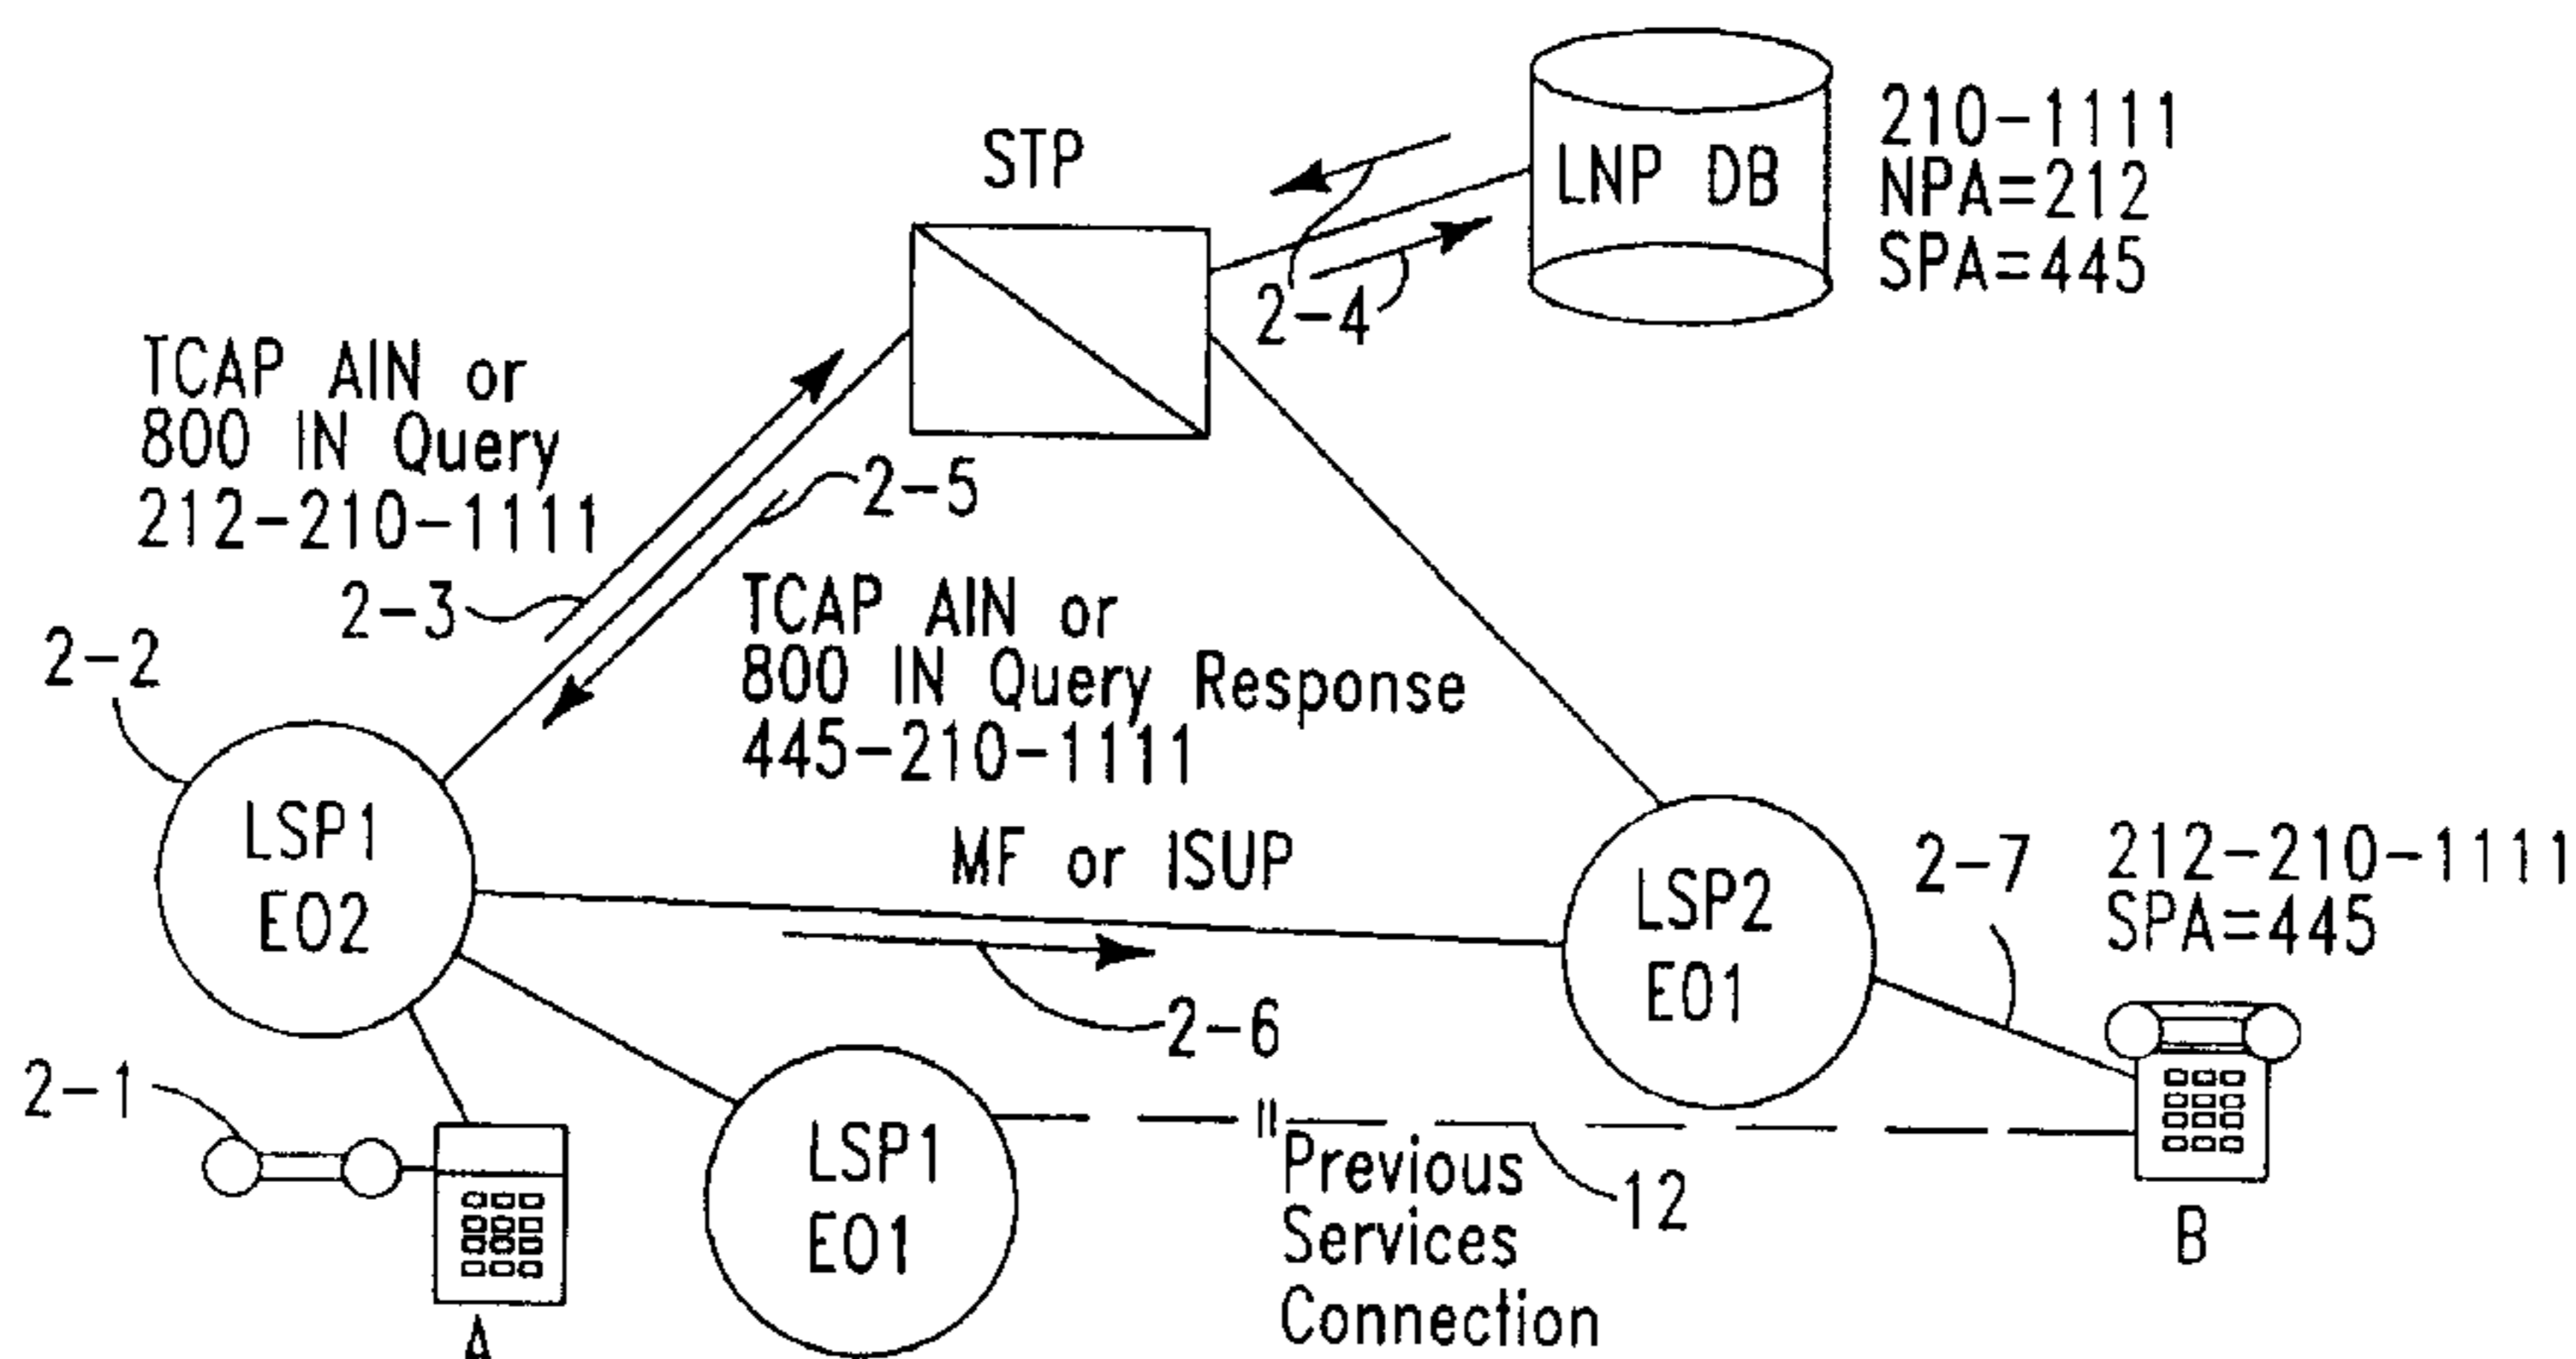 STP
LNP DB
210-1111
NPA=212
SPA=445
2-4
TCAP AIN or
800 IN Query
212-210-1111
2-5
2-3
TCAP AIN or
800 IN Query Response
445-210-1111
2-2
LSP1
EO2
MF or ISUP
2-6
LSP2
EO1
2-7
212-210-1111
SPA=445
2-1
LSP1
EO1
"
Previous
Services
Connection
12
B
A